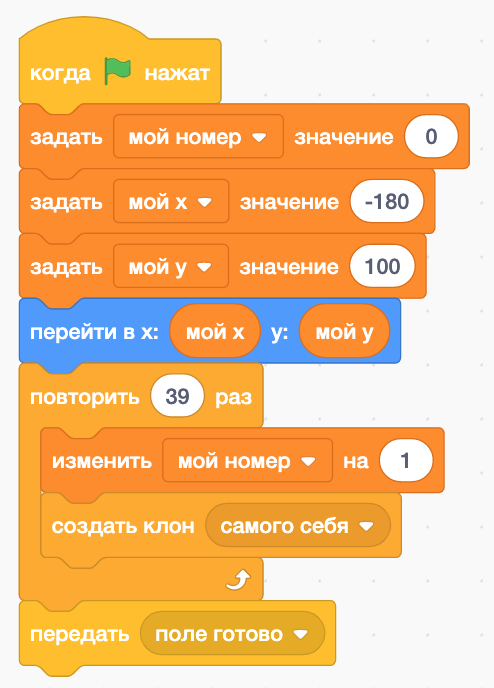 когда нажат
задать мой номер значение 0
задать мой x значение -180
задать мой y значение 100
перейти в x: мой x y: мой y
повторить 39 раз
изменить мой номер на 1
создать клон самого себя
передать поле готово